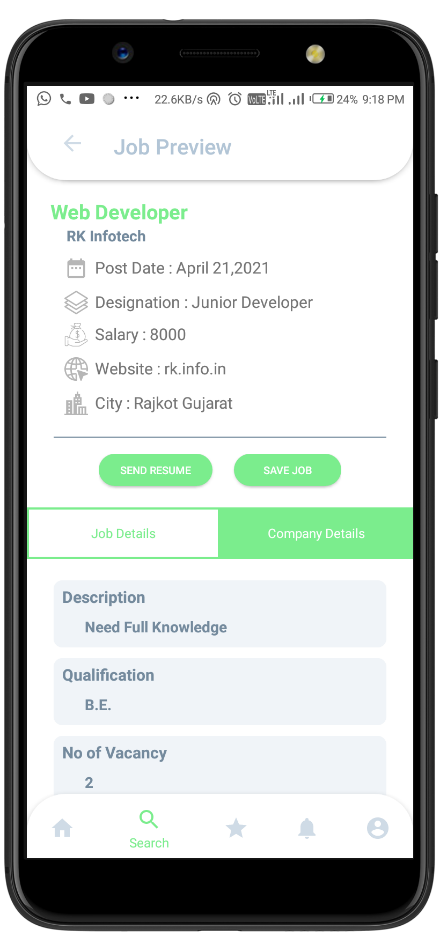 22.6KB/s VoLTE LTE 24% 9:18 PM
Job Preview
Web Developer
RK Infotech
Post Date : April 21,2021
Designation : Junior Developer
Salary : 8000
Website : rk.info.in
City : Rajkot Gujarat
SEND RESUME SAVE JOB
Job Details Company Details
Description
Need Full Knowledge
Qualification
B.E.
No of Vacancy
2
Search